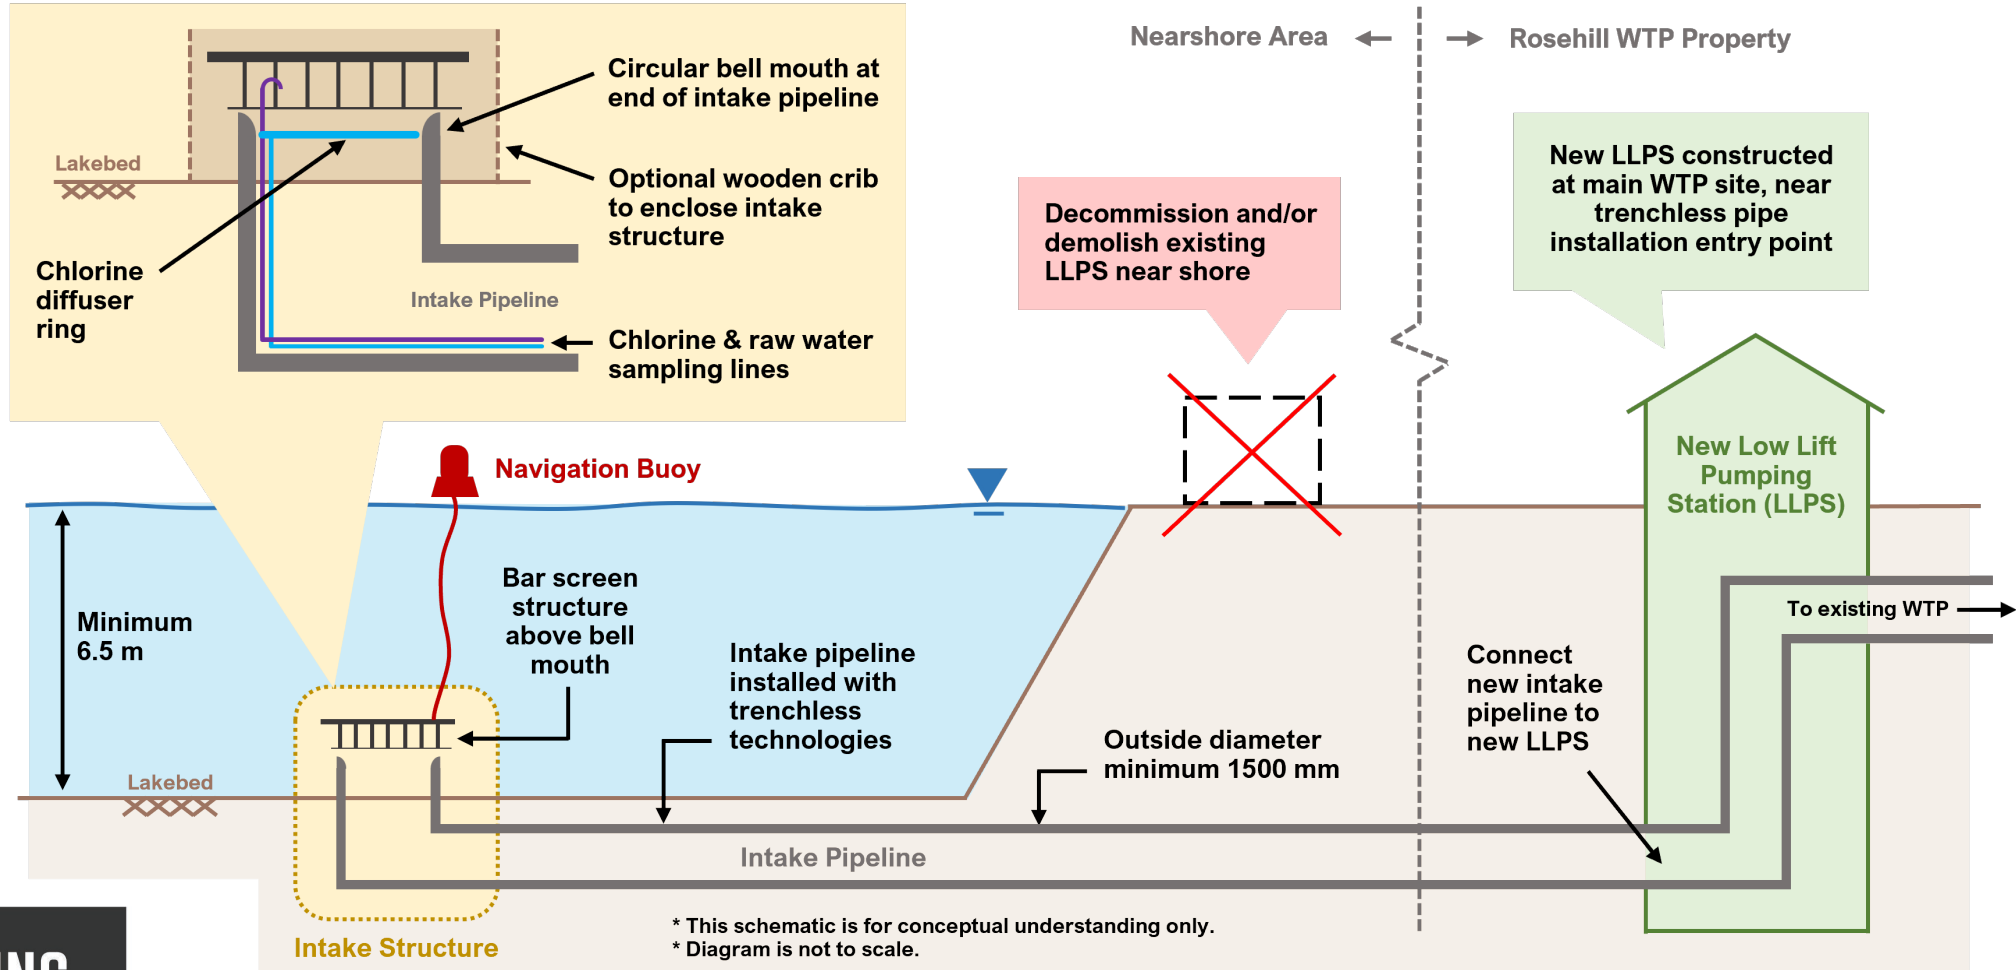 Nearshore Area
Rosehill WTP Property
Circular bell mouth at
end of intake pipeline
Lakebed
Optional wooden crib
to enclose intake
structure
Chlorine
diffuser
ring
Intake Pipeline
Chlorine & raw water
sampling lines
Decommission and/or
demolish existing
LLPS near shore
New LLPS constructed
at main WTP site, near
trenchless pipe
installation entry point
Navigation Buoy
New Low Lift
Pumping
Station (LLPS)
Minimum
6.5 m
Bar screen
structure
above bell
mouth
Intake pipeline
installed with
trenchless
technologies
Outside diameter
minimum 1500 mm
Connect
new intake
pipeline to
new LLPS
To existing WTP
Lakebed
Intake Pipeline
Intake Structure
* This schematic is for conceptual understanding only.
* Diagram is not to scale.